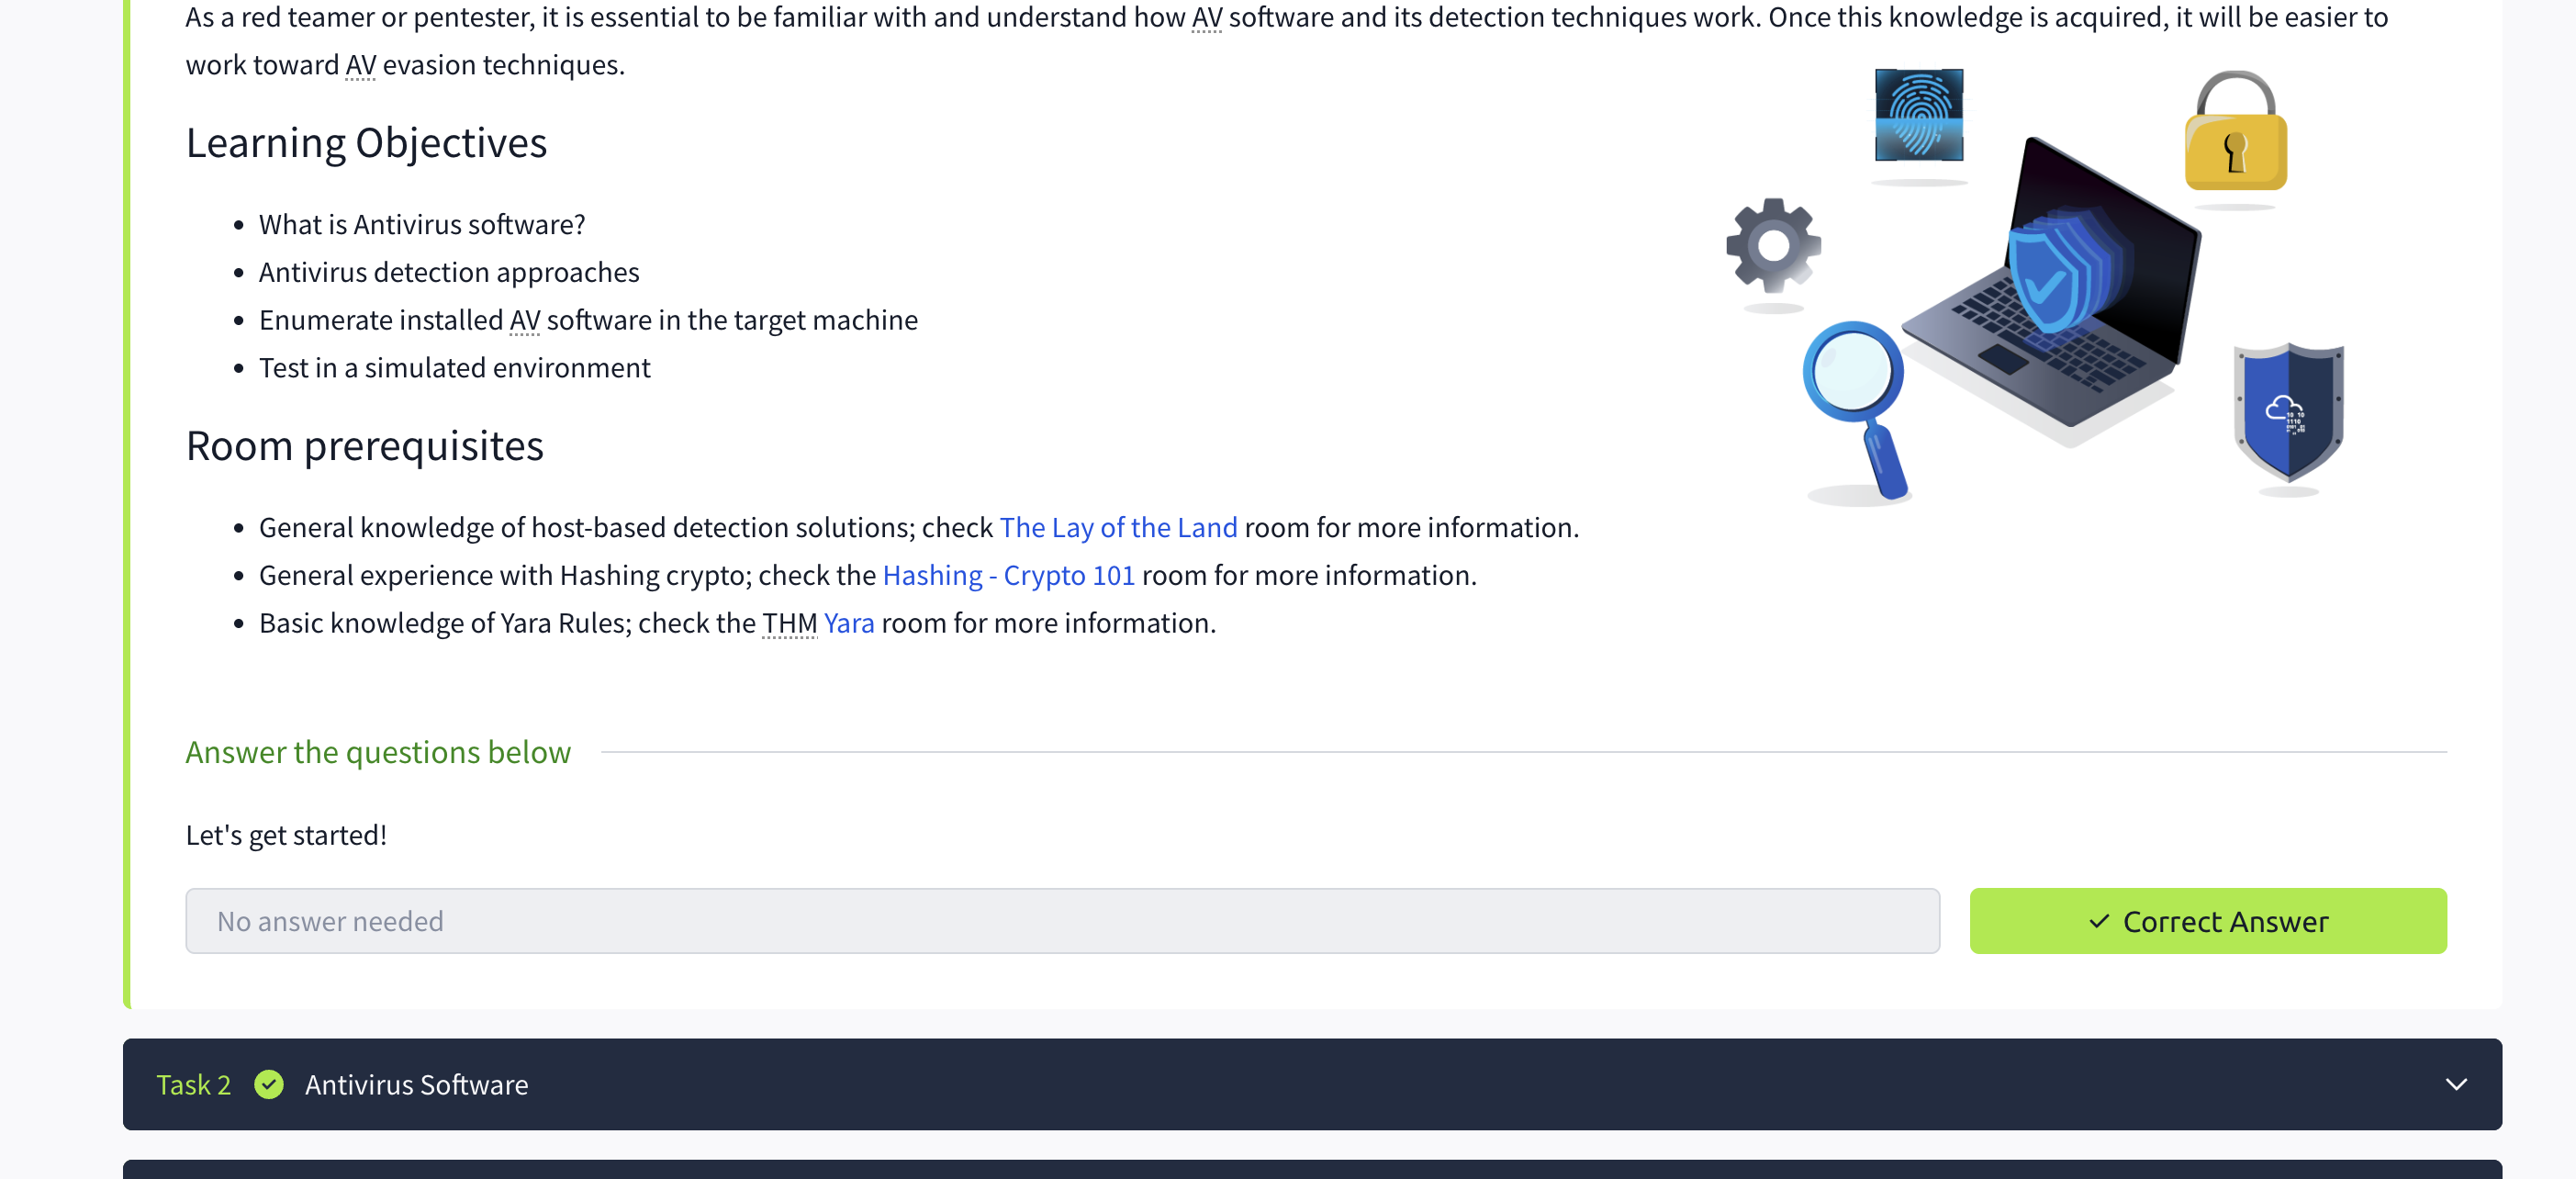 As a red teamer or pentester, it is essential to be familiar with and understand how AV software and its detection techniques work. Once this knowledge is acquired, it will be easier to
work toward AV evasion techniques.
Learning Objectives
What is Antivirus software?
Antivirus detection approaches
Enumerate installed AV software in the target machine
Test in a simulated environment
Room prerequisites
General knowledge of host-based detection solutions; check The Lay of the Land room for more information.
General experience with Hashing crypto; check the Hashing - Crypto 101 room for more information.
Basic knowledge of Yara Rules; check the THM Yara room for more information.
Answer the questions below
Let's get started!
No answer needed
Correct Answer
Task 2 Antivirus Software